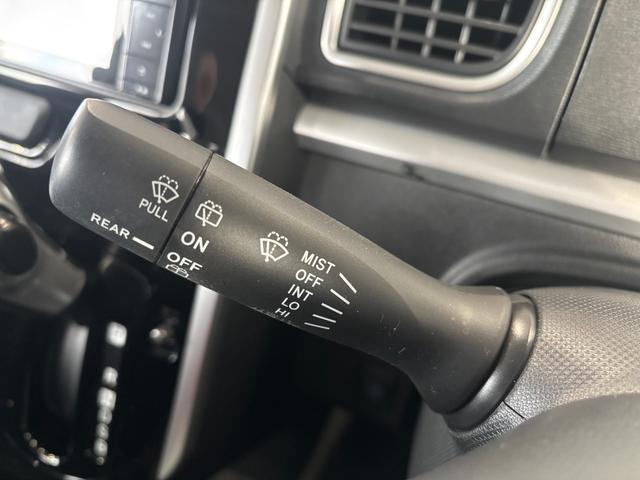 PULL
REAR
ON
OFF
MIST
OFF
INT
LO
HI